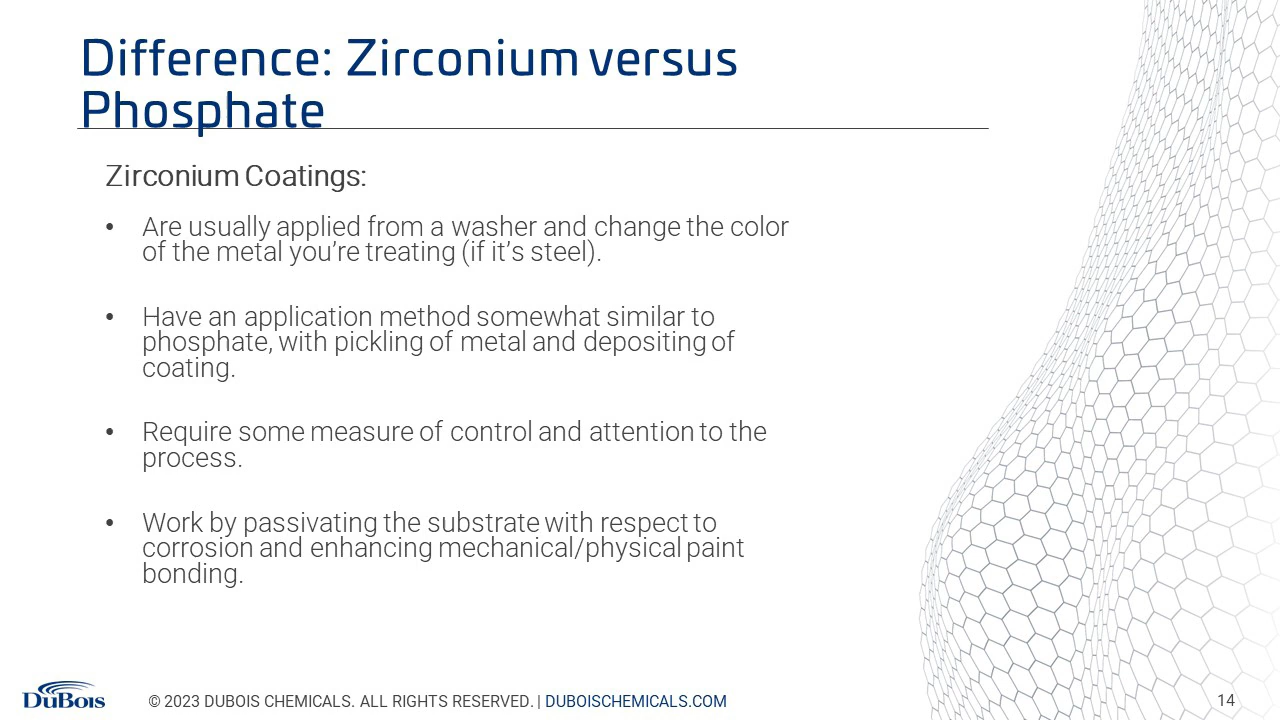 Difference: Zirconium versus
Phosphate
Zirconium Coatings:
• Are usually applied from a washer and change the color
of the metal you’re treating (if it’s steel).
• Have an application method somewhat similar to
phosphate, with pickling of metal and depositing of
coating.
• Require some measure of control and attention to the
process.
• Work by passivating the substrate with respect to
corrosion and enhancing mechanical/physical paint
bonding.
DuBois
© 2023 DUBOIS CHEMICALS. ALL RIGHTS RESERVED. | DUBOISCHEMICALS.COM
14